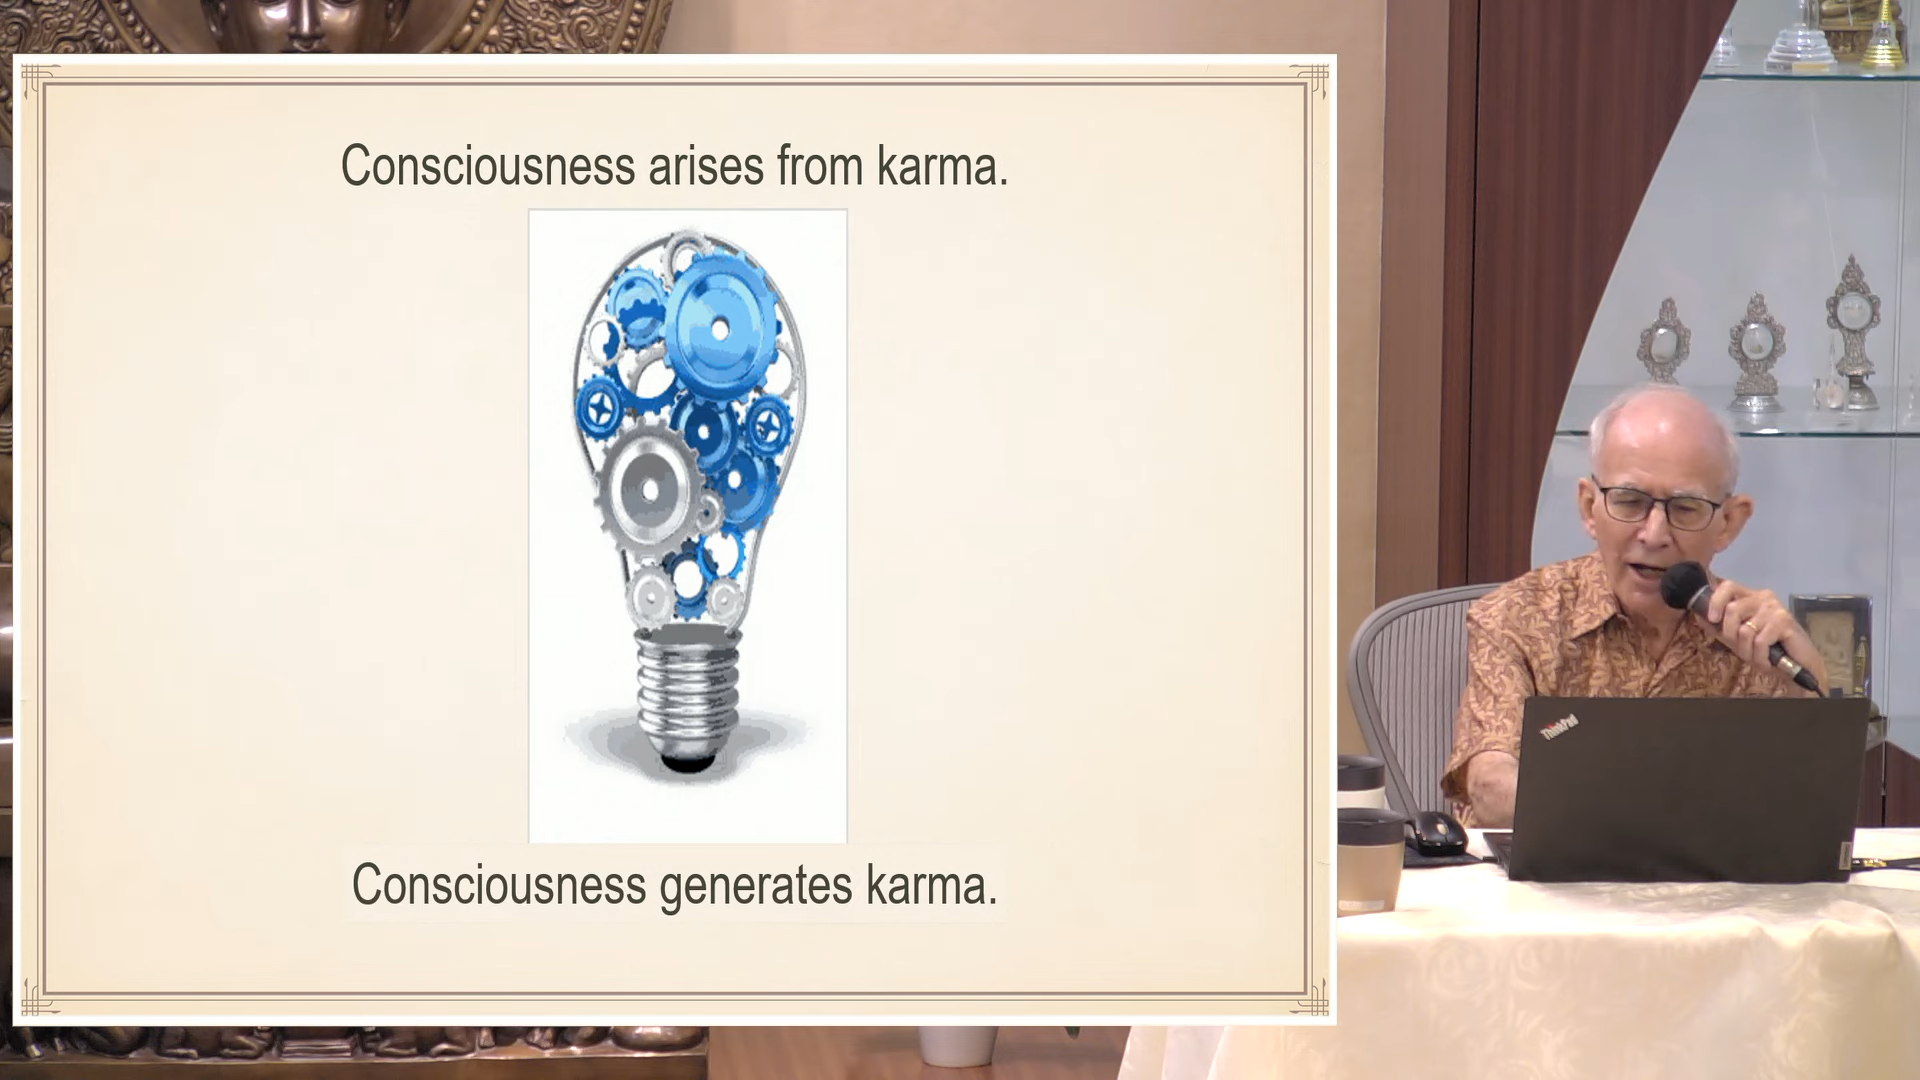 Consciousness arises from karma.
Consciousness generates karma.
ThinkPad